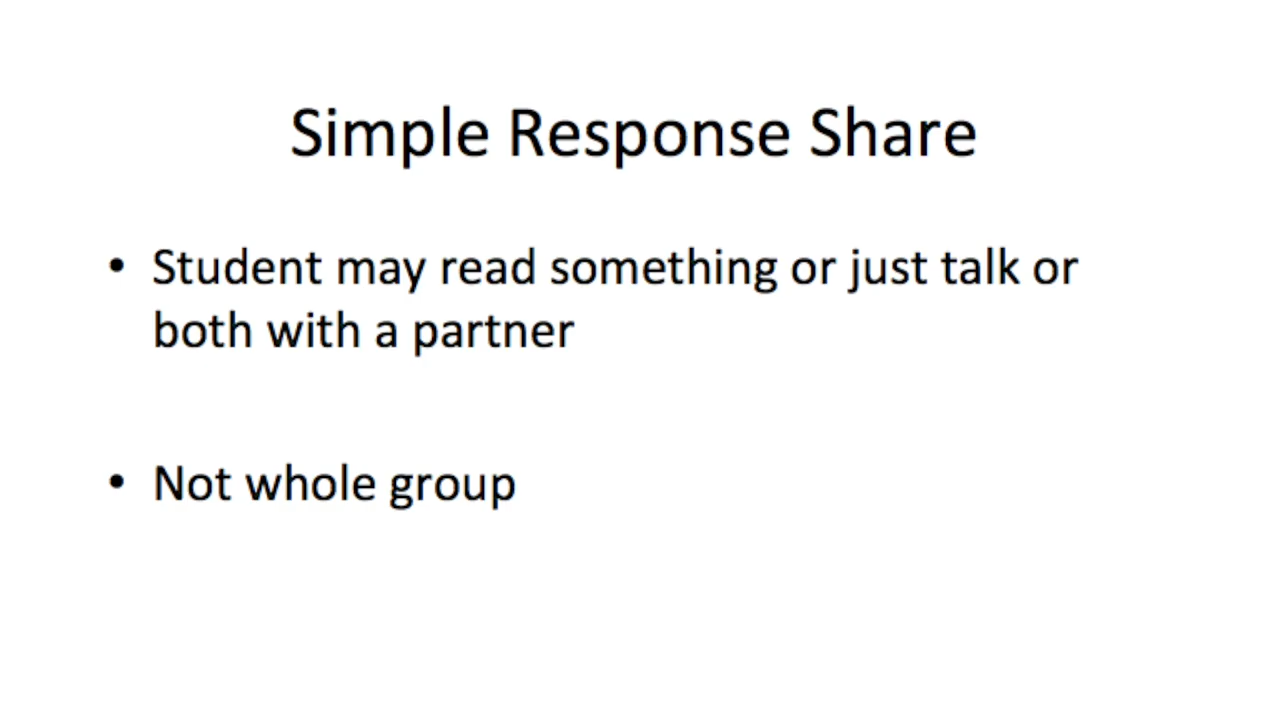 Simple Response Share
• Student may read something or just talk or
both with a partner
• Not whole group